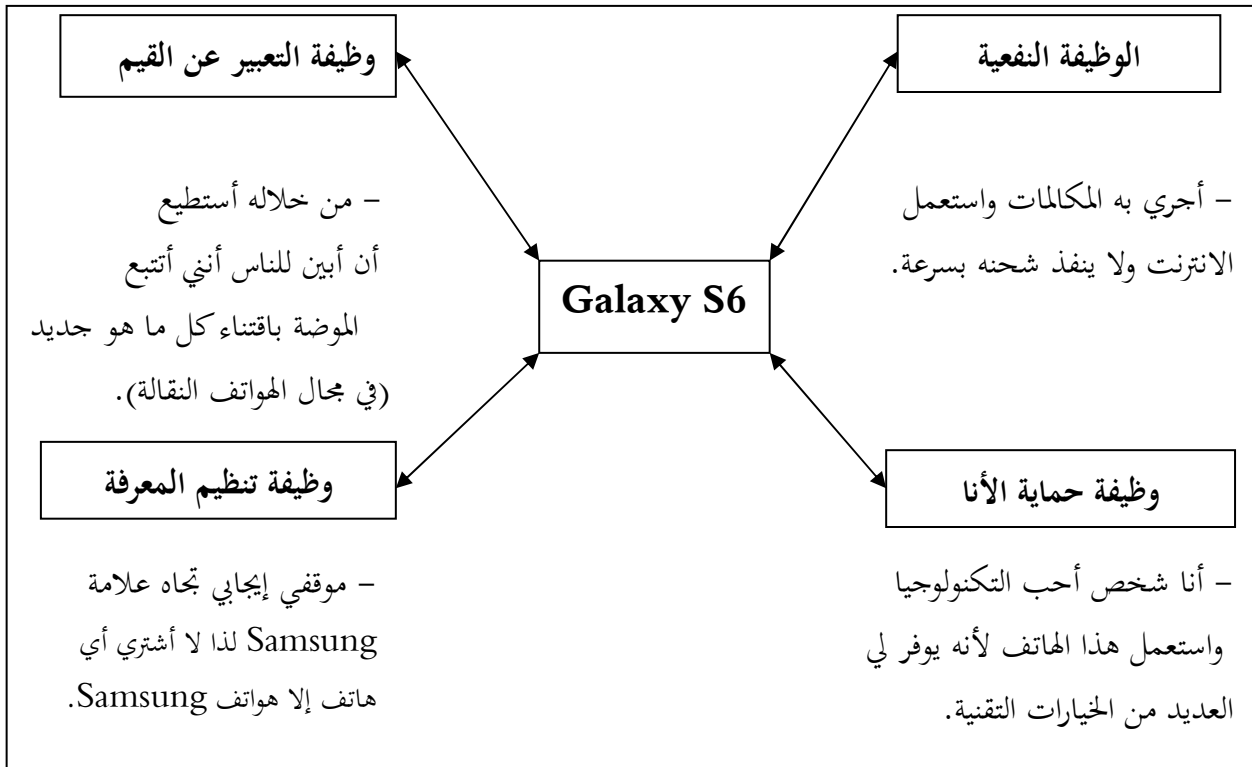 الوظيفة النفعية
- أجري به المكالمات واستعمل
الانترنت ولا ينفذ شحنه بسرعة.
وظيفة التعبير عن القيم
- من خلاله أستطيع
أن أبين للناس أنني أتتبع
الموضة باقتناء كل ما هو جديد
(في مجال الهواتف النقالة).
Galaxy S6
وظيفة حماية الأنا
- أنا شخص أحب التكنولوجيا
واستعمل هذا الهاتف لأنه يوفر لي
العديد من الخيارات التقنية.
وظيفة تنظيم المعرفة
- موقفي إيجابي تجاه علامة
Samsung لذا لا أشتري أي
هاتف إلا هواتف Samsung.